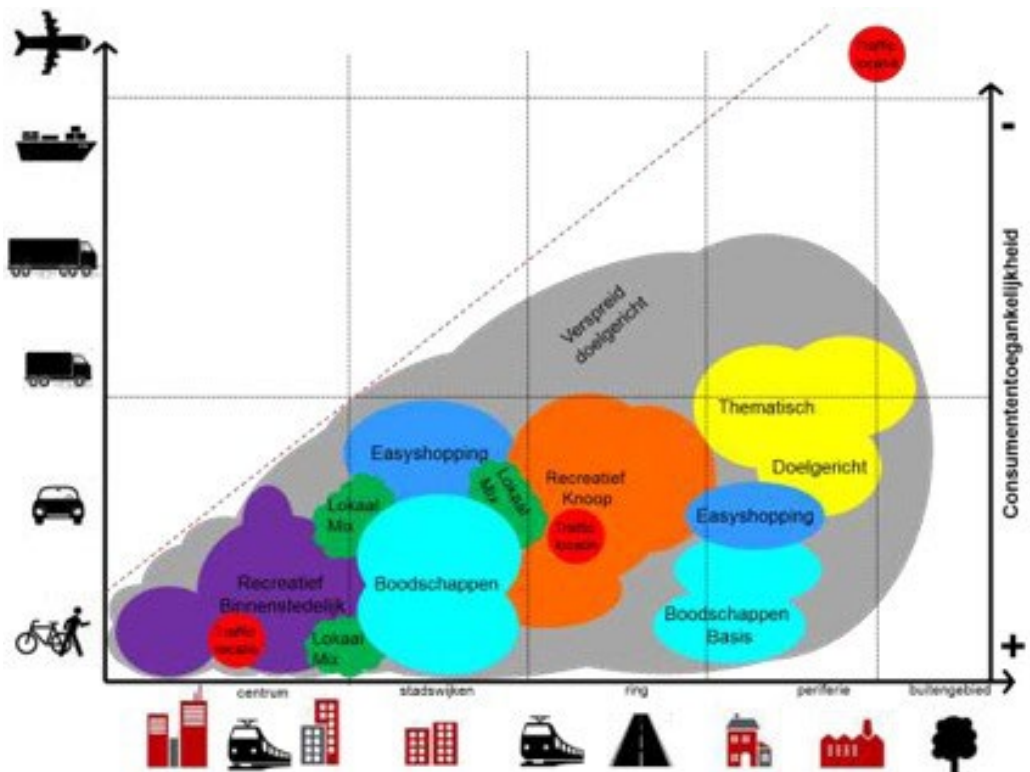 Traffic
locatie
-
Consumententoegankelijkheid
+
Verspreid
doelgericht
Thematisch
Doelgericht
Easyshopping
Lokaal
Mix
Lokaal
Mix
Recreatief
Knoop
Traffic
locatie
Easyshopping
Recreatief
Binnenstedelijk
Boodschappen
Boodschappen
Basis
Traffic
locatie
Lokaal
Mix
centrum
stadswijken
ring
periferie
buitengebied